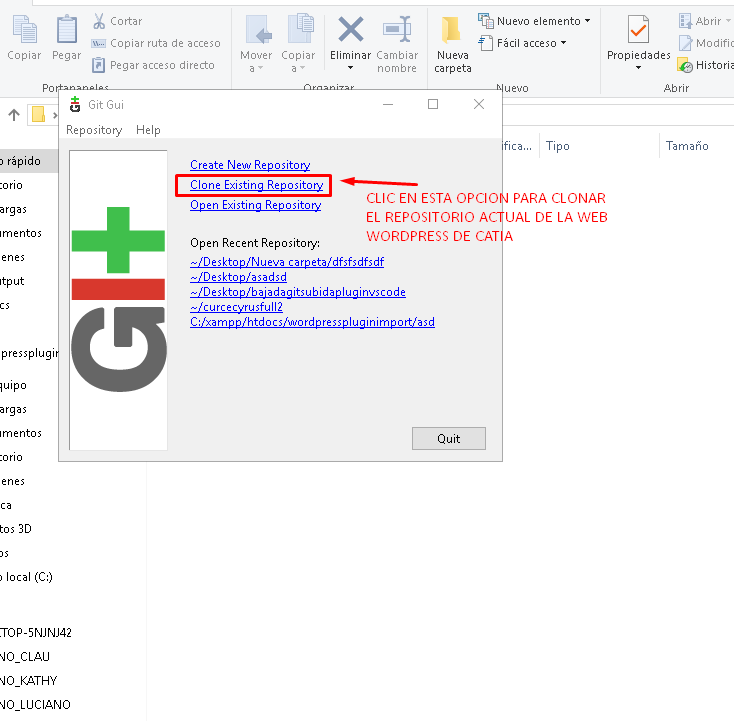 Copiar
Pegar
Cortar
Copiar ruta de acceso
Pegar acceso directo
Portapapeles
Mover
a
Copiar
a
Eliminar
Cambiar
nombre
Organizar
Nueva
carpeta
Nuevo elemento
Fácil acceso
Nuevo
Propiedades
Abrir
Modific
Historia
Abrir
Git Gui
Repository Help
ifica...
Tipo
Tamaño
Git
Create New Repository
Clone Existing Repository
Open Existing Repository
CLIC EN ESTA OPCION PARA CLONAR
EL REPOSITORIO ACTUAL DE LA WEB
WORDPRESS DE CATIA
Open Recent Repository:
~/Desktop/Nueva carpeta/dfsfsdfsdf
~/Desktop/asadsd
~/Desktop/bajadagitsubidapluginvscode
~/curcecyrusfull2
C:/xampp/htdocs/wordpresspluginimport/asd
Quit
o rápido
torio
argas
umentos
enes
tput
cs
pressplugin
quipo
argas
umentos
torio
enes
ca
tos 3D
os
o local (C:)
TOP-5NJNJ42
NO_CLAU
NO_KATHY
NO_LUCIANO